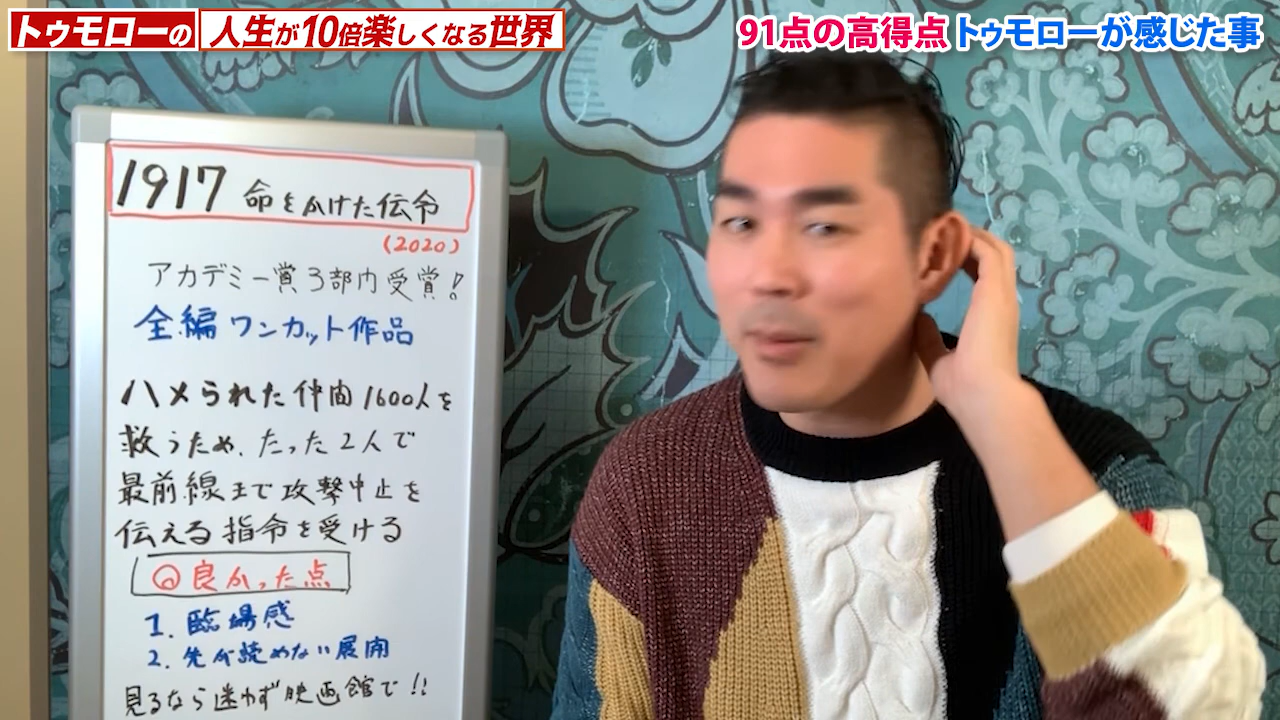 トゥモローの 人生が10倍楽しくなる世界
91点の高得点 トゥモローが感じた事
1917 命をかけた伝令
(2020)
アカデミー賞3部門受賞!
全編ワンカット作品
ハメられた仲間1600人を
救うため、たった2人で
最前線まで攻撃中止を
伝える指令を受ける
◎良かった点
1. 臨場感
2. 先が読めない展開
見るなら迷わず映画館で!!